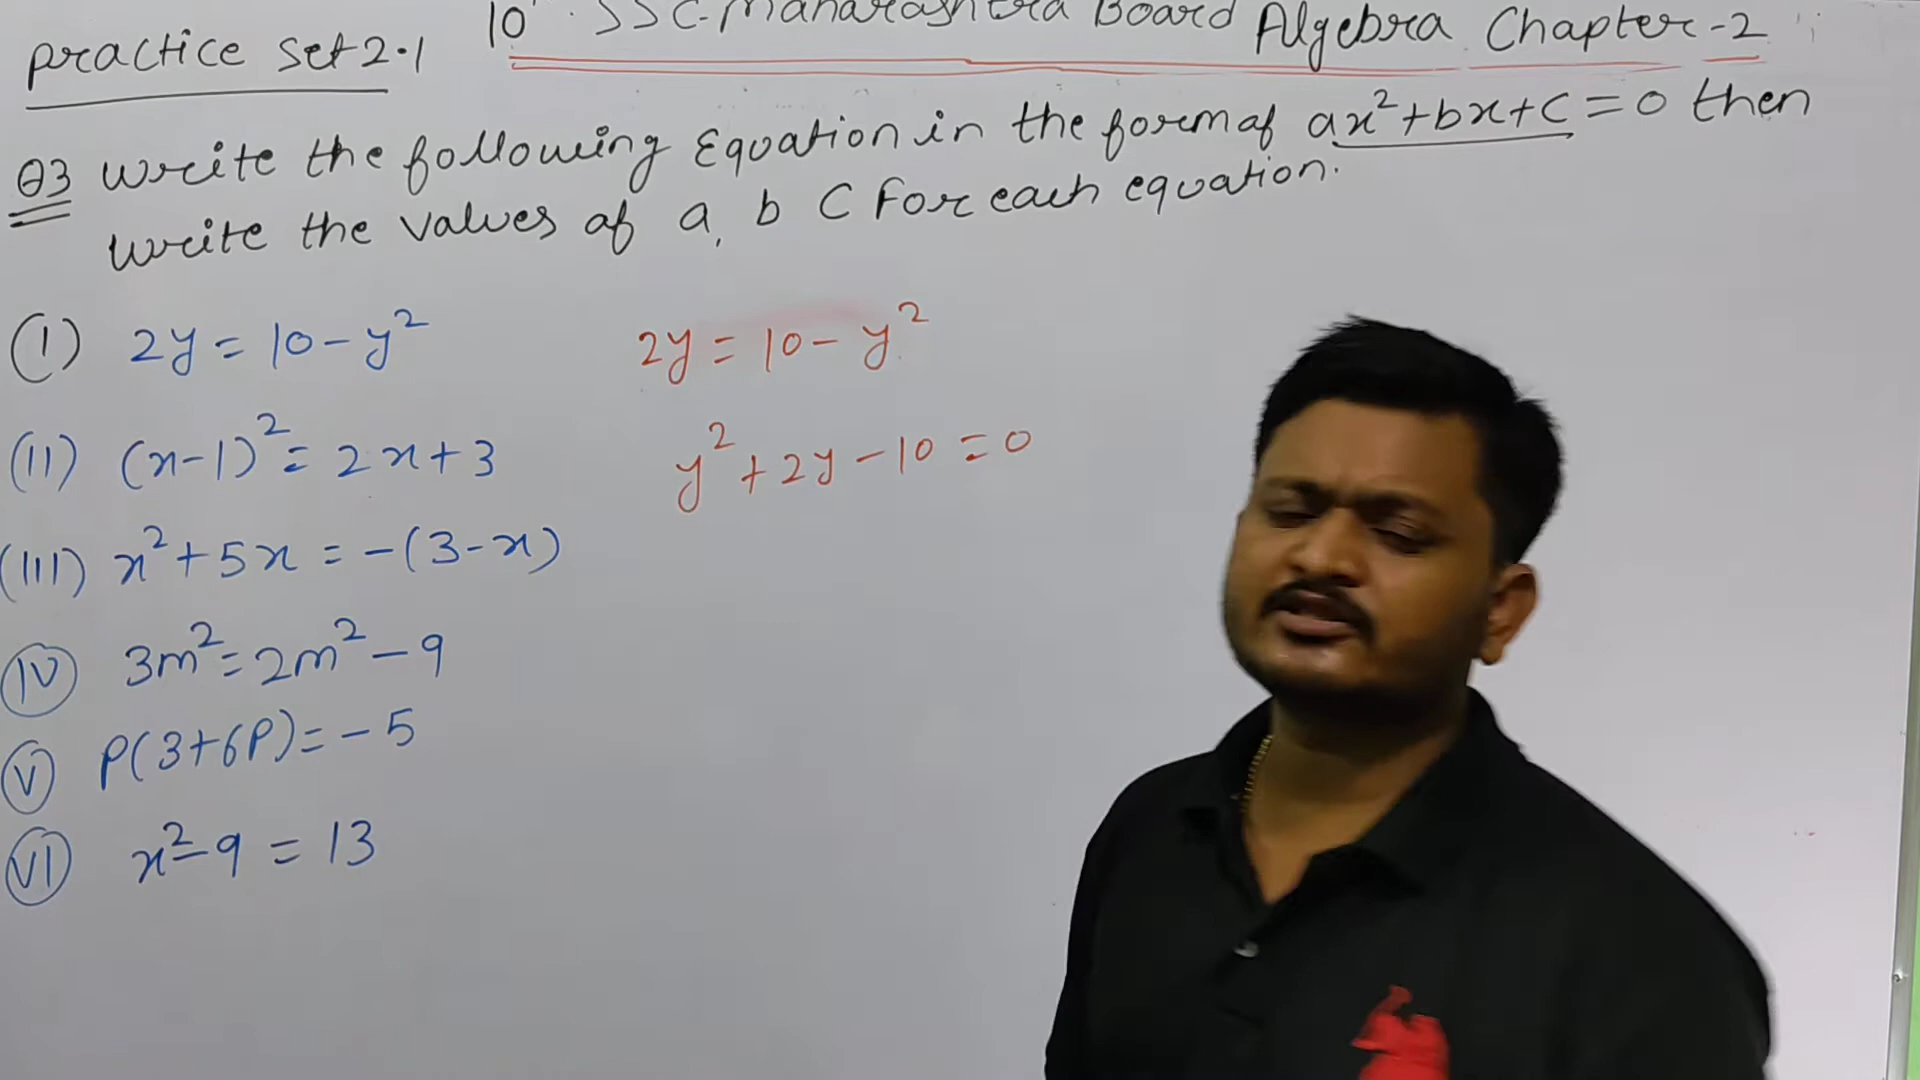 Practice Set 2.1
10 SSC-Maharashtra Board Algebra Chapter-2
Q3 Write the following Equation in the form of ax²+bx+c=0 then
write the values of a, b C For each equation.
(I) 2y = 10 - y²
2y = 10 - y²
(II) (x-1)² = 2x+3
y² + 2y - 10 = 0
(III) x² + 5x = -(3-x)
(IV) 3m² = 2m² - 9
(V) P(3+6P) = -5
(VI) x² - 9 = 13